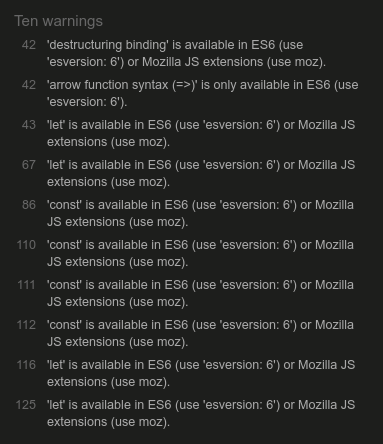 Ten warnings
42 'destructuring binding' is available in ES6 (use
'esversion: 6') or Mozilla JS extensions (use moz).
42 'arrow function syntax (=>)' is only available in ES6 (use
'esversion: 6').
43 'let' is available in ES6 (use 'esversion: 6') or Mozilla JS
extensions (use moz).
67 'let' is available in ES6 (use 'esversion: 6') or Mozilla JS
extensions (use moz).
86 'const' is available in ES6 (use 'esversion: 6') or Mozilla
JS extensions (use moz).
110 'const' is available in ES6 (use 'esversion: 6') or Mozilla
JS extensions (use moz).
111 'const' is available in ES6 (use 'esversion: 6') or Mozilla
JS extensions (use moz).
112 'const' is available in ES6 (use 'esversion: 6') or Mozilla
JS extensions (use moz).
116 'let' is available in ES6 (use 'esversion: 6') or Mozilla JS
extensions (use moz).
125 'let' is available in ES6 (use 'esversion: 6') or Mozilla JS
extensions (use moz).